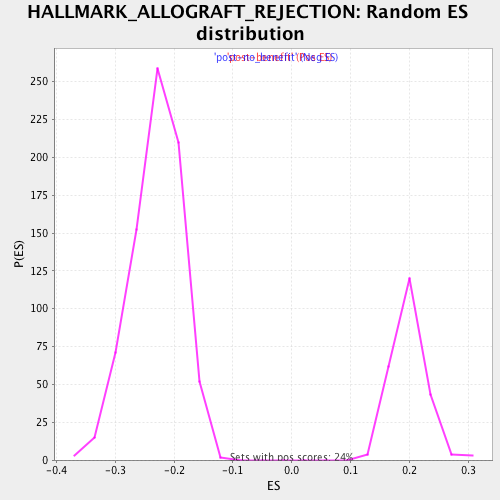 HALLMARK_ALLOGRAFT_REJECTION: Random ES
distribution
(Neg ES)
250
225
200
175
150
125
100
75
50
25
0
P(ES)
Sets with pos scores: 24%
-0.4 -0.3 -0.2 -0.1 0.0 0.1 0.2 0.3
ES